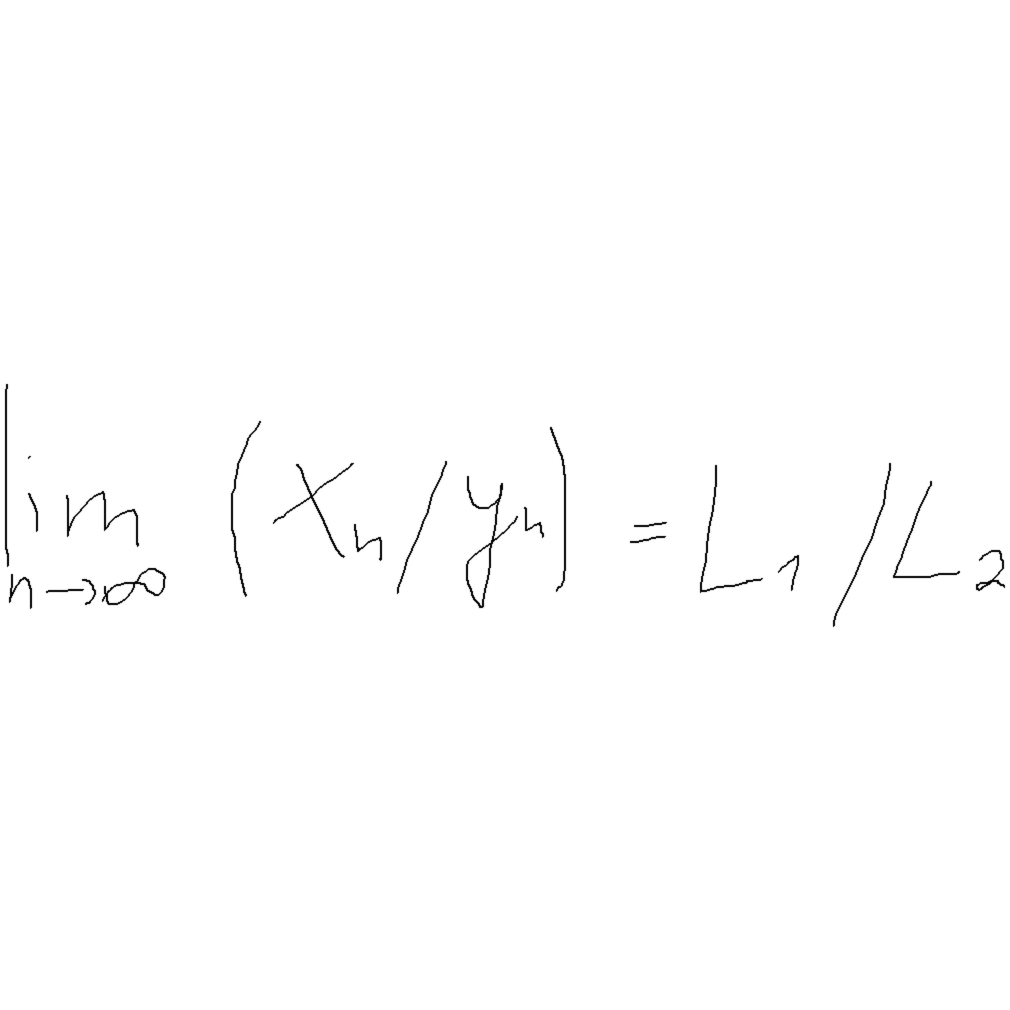 lim (xₙ/yₙ) = L₁/L₂
n→∞